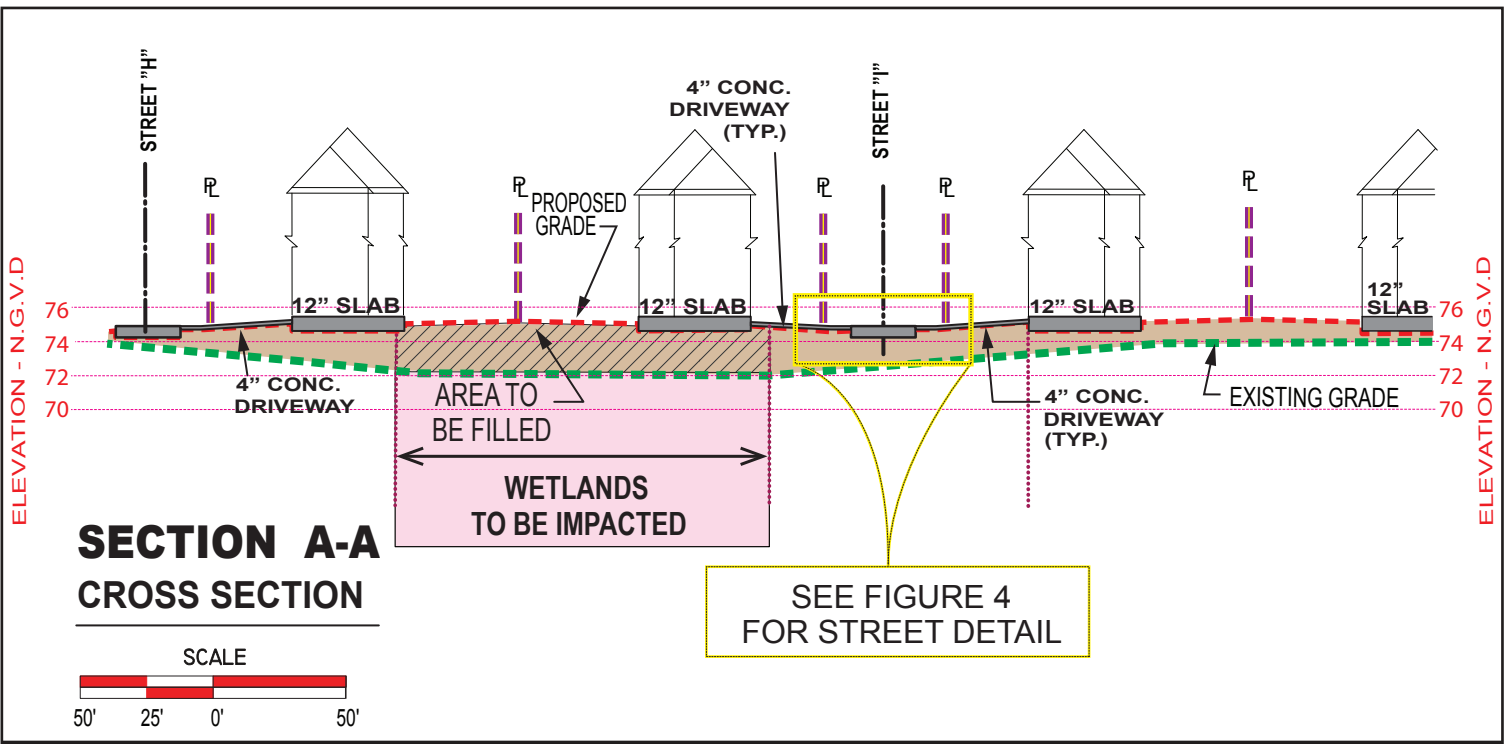 STREET "H"
4" CONC.
DRIVEWAY
(TYP.)
STREET "I"
PL
PL
PROPOSED
GRADE
PL
PL
PL
12" SLAB
12" SLAB
12" SLAB
12"
SLAB
ELEVATION - N.G.V.D
76
74
72
70
76
74
72
70
ELEVATION - N.G.V.D
4" CONC.
DRIVEWAY
AREA TO
BE FILLED
4" CONC.
DRIVEWAY
(TYP.)
EXISTING GRADE
WETLANDS
TO BE IMPACTED
SECTION A-A
CROSS SECTION
SEE FIGURE 4
FOR STREET DETAIL
SCALE
50' 25' 0' 50'